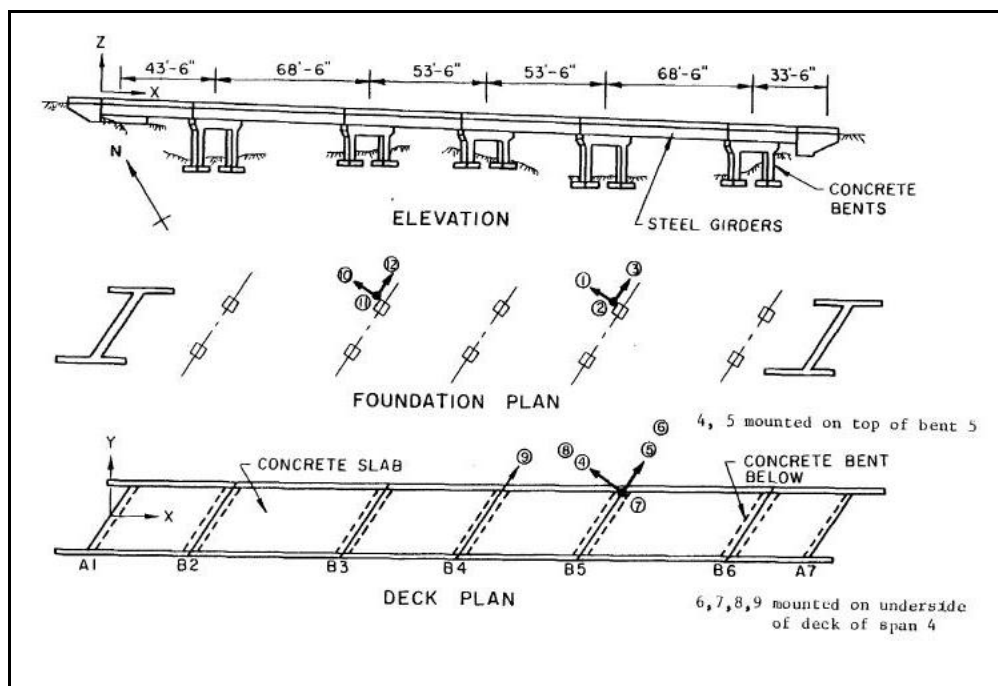 Z
43'-6"
68'-6"
53'-6"
53'-6"
68'-6"
33'-6"
X
N
ELEVATION
STEEL GIRDERS
CONCRETE
BENTS
⑩
⑫
⑪
①
③
②
FOUNDATION PLAN
4, 5 mounted on top of bent 5
Y
X
CONCRETE SLAB
⑨
⑧
④
⑥
⑤
⑦
CONCRETE BENT
BELOW
A1
B2
B3
B4
B5
B6
A7
DECK PLAN
6,7,8,9 mounted on underside
of deck of span 4